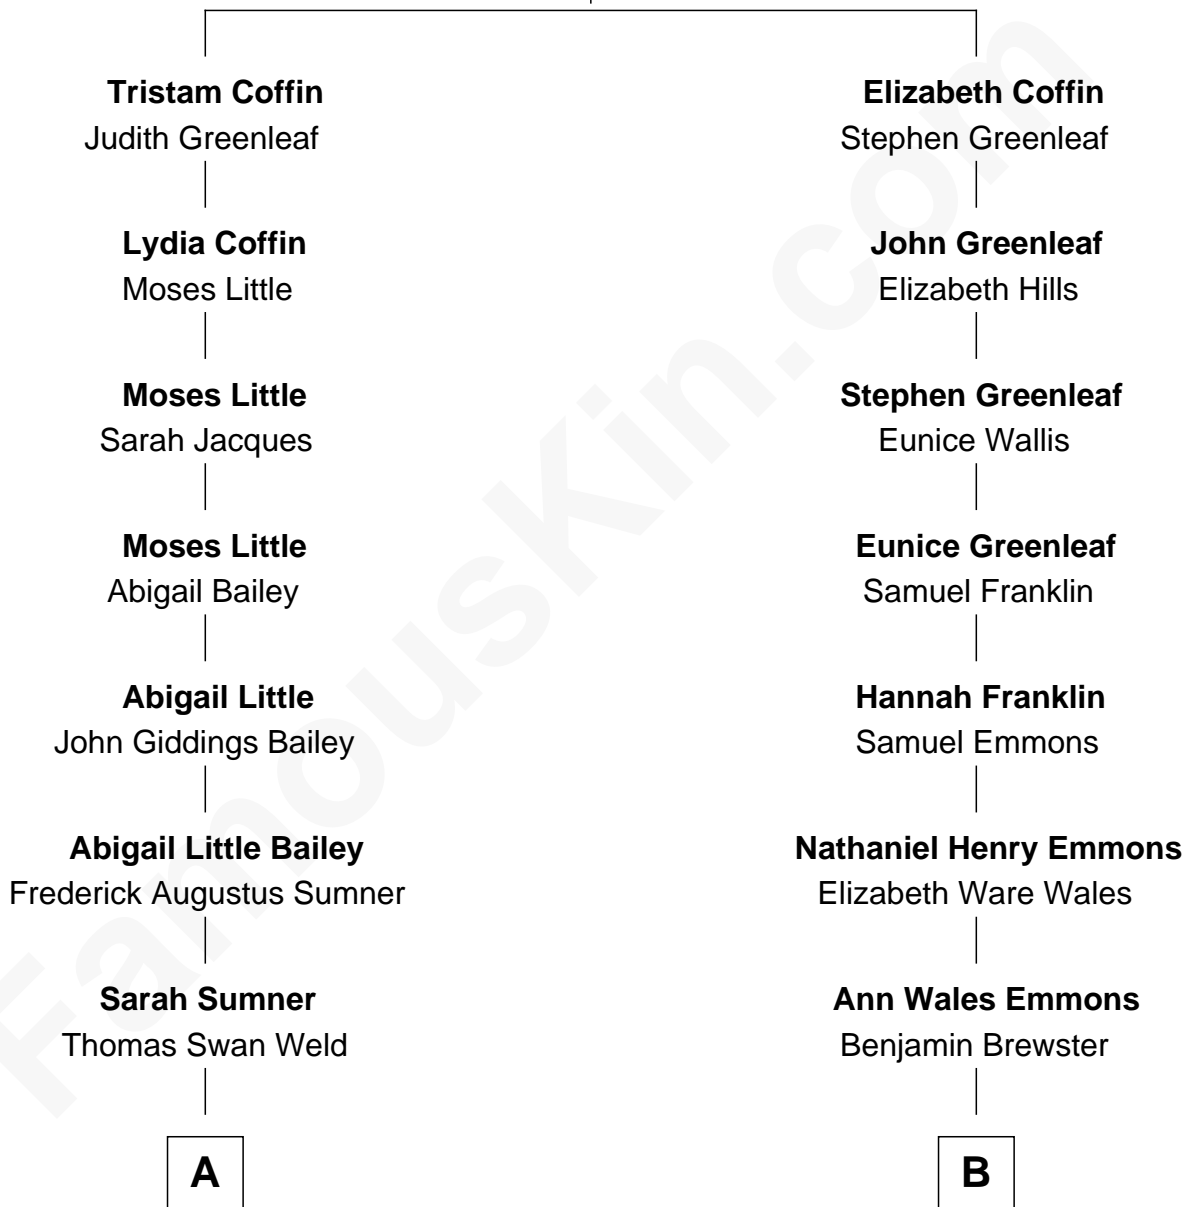 Tristam Coffin
Judith Greenleaf
Lydia Coffin
Moses Little
Moses Little
Sarah Jacques
Moses Little
Abigail Bailey
Abigail Little
John Giddings Bailey
Abigail Little Bailey
Frederick Augustus Sumner
Sarah Sumner
Thomas Swan Weld
A
Elizabeth Coffin
Stephen Greenleaf
John Greenleaf
Elizabeth Hills
Stephen Greenleaf
Eunice Wallis
Eunice Greenleaf
Samuel Franklin
Hannah Franklin
Samuel Emmons
Nathaniel Henry Emmons
Elizabeth Ware Wales
Ann Wales Emmons
Benjamin Brewster
B
FamousKin.com